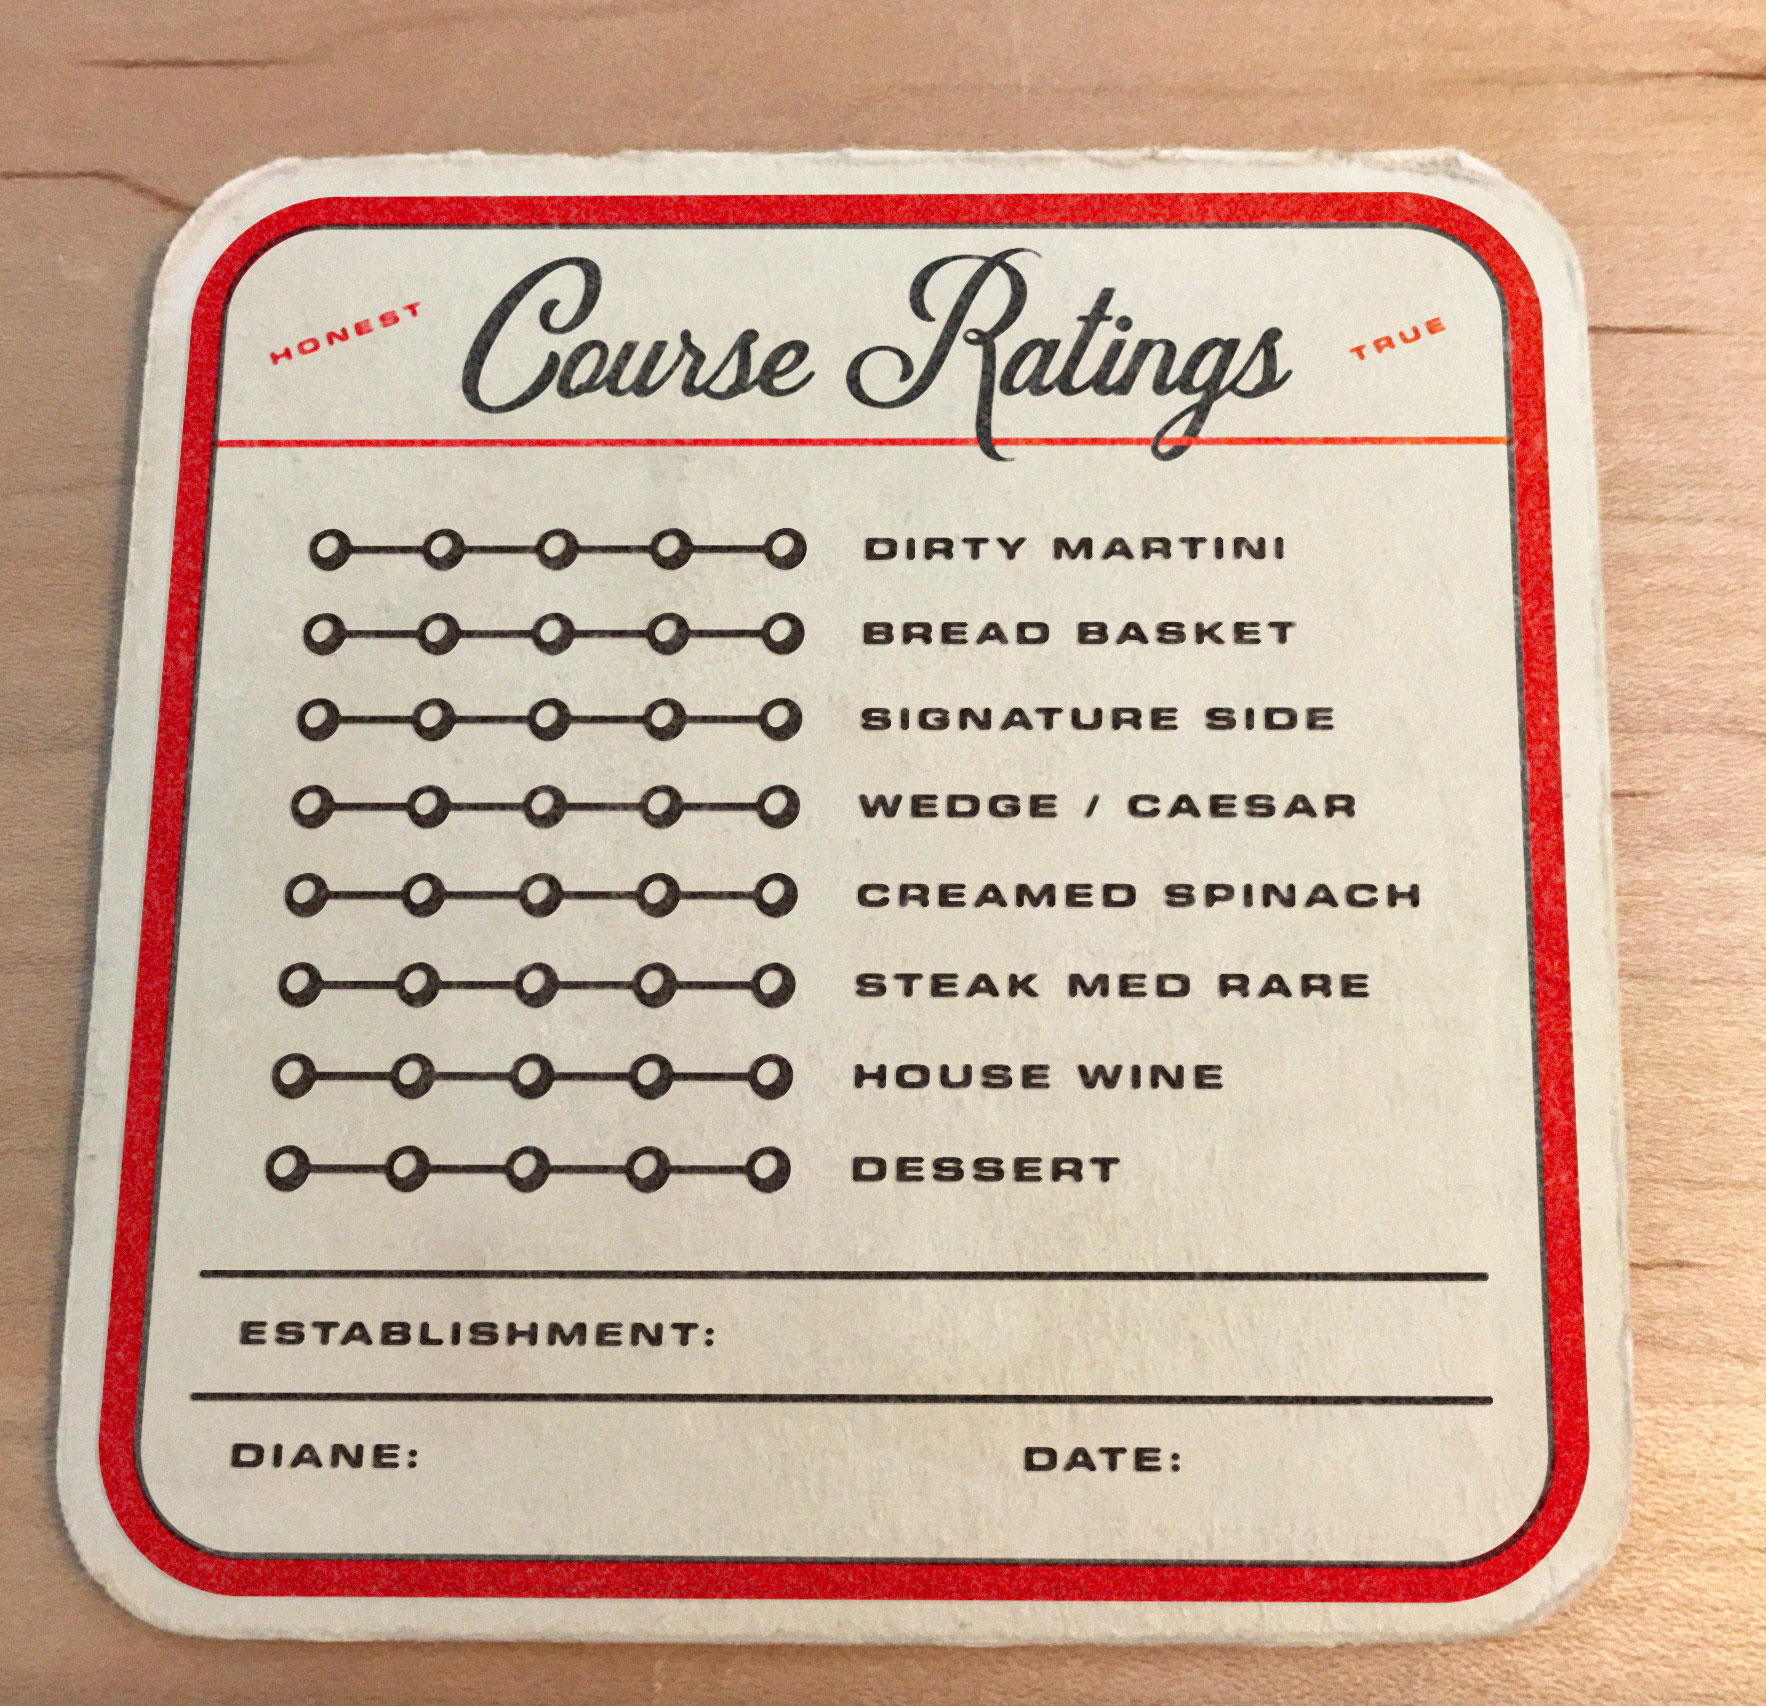 HONEST
Course Ratings
TRUE
DIRTY MARTINI
BREAD BASKET
SIGNATURE SIDE
WEDGE / CAESAR
CREAMED SPINACH
STEAK MED RARE
HOUSE WINE
DESSERT
ESTABLISHMENT:
DIANE:
DATE: